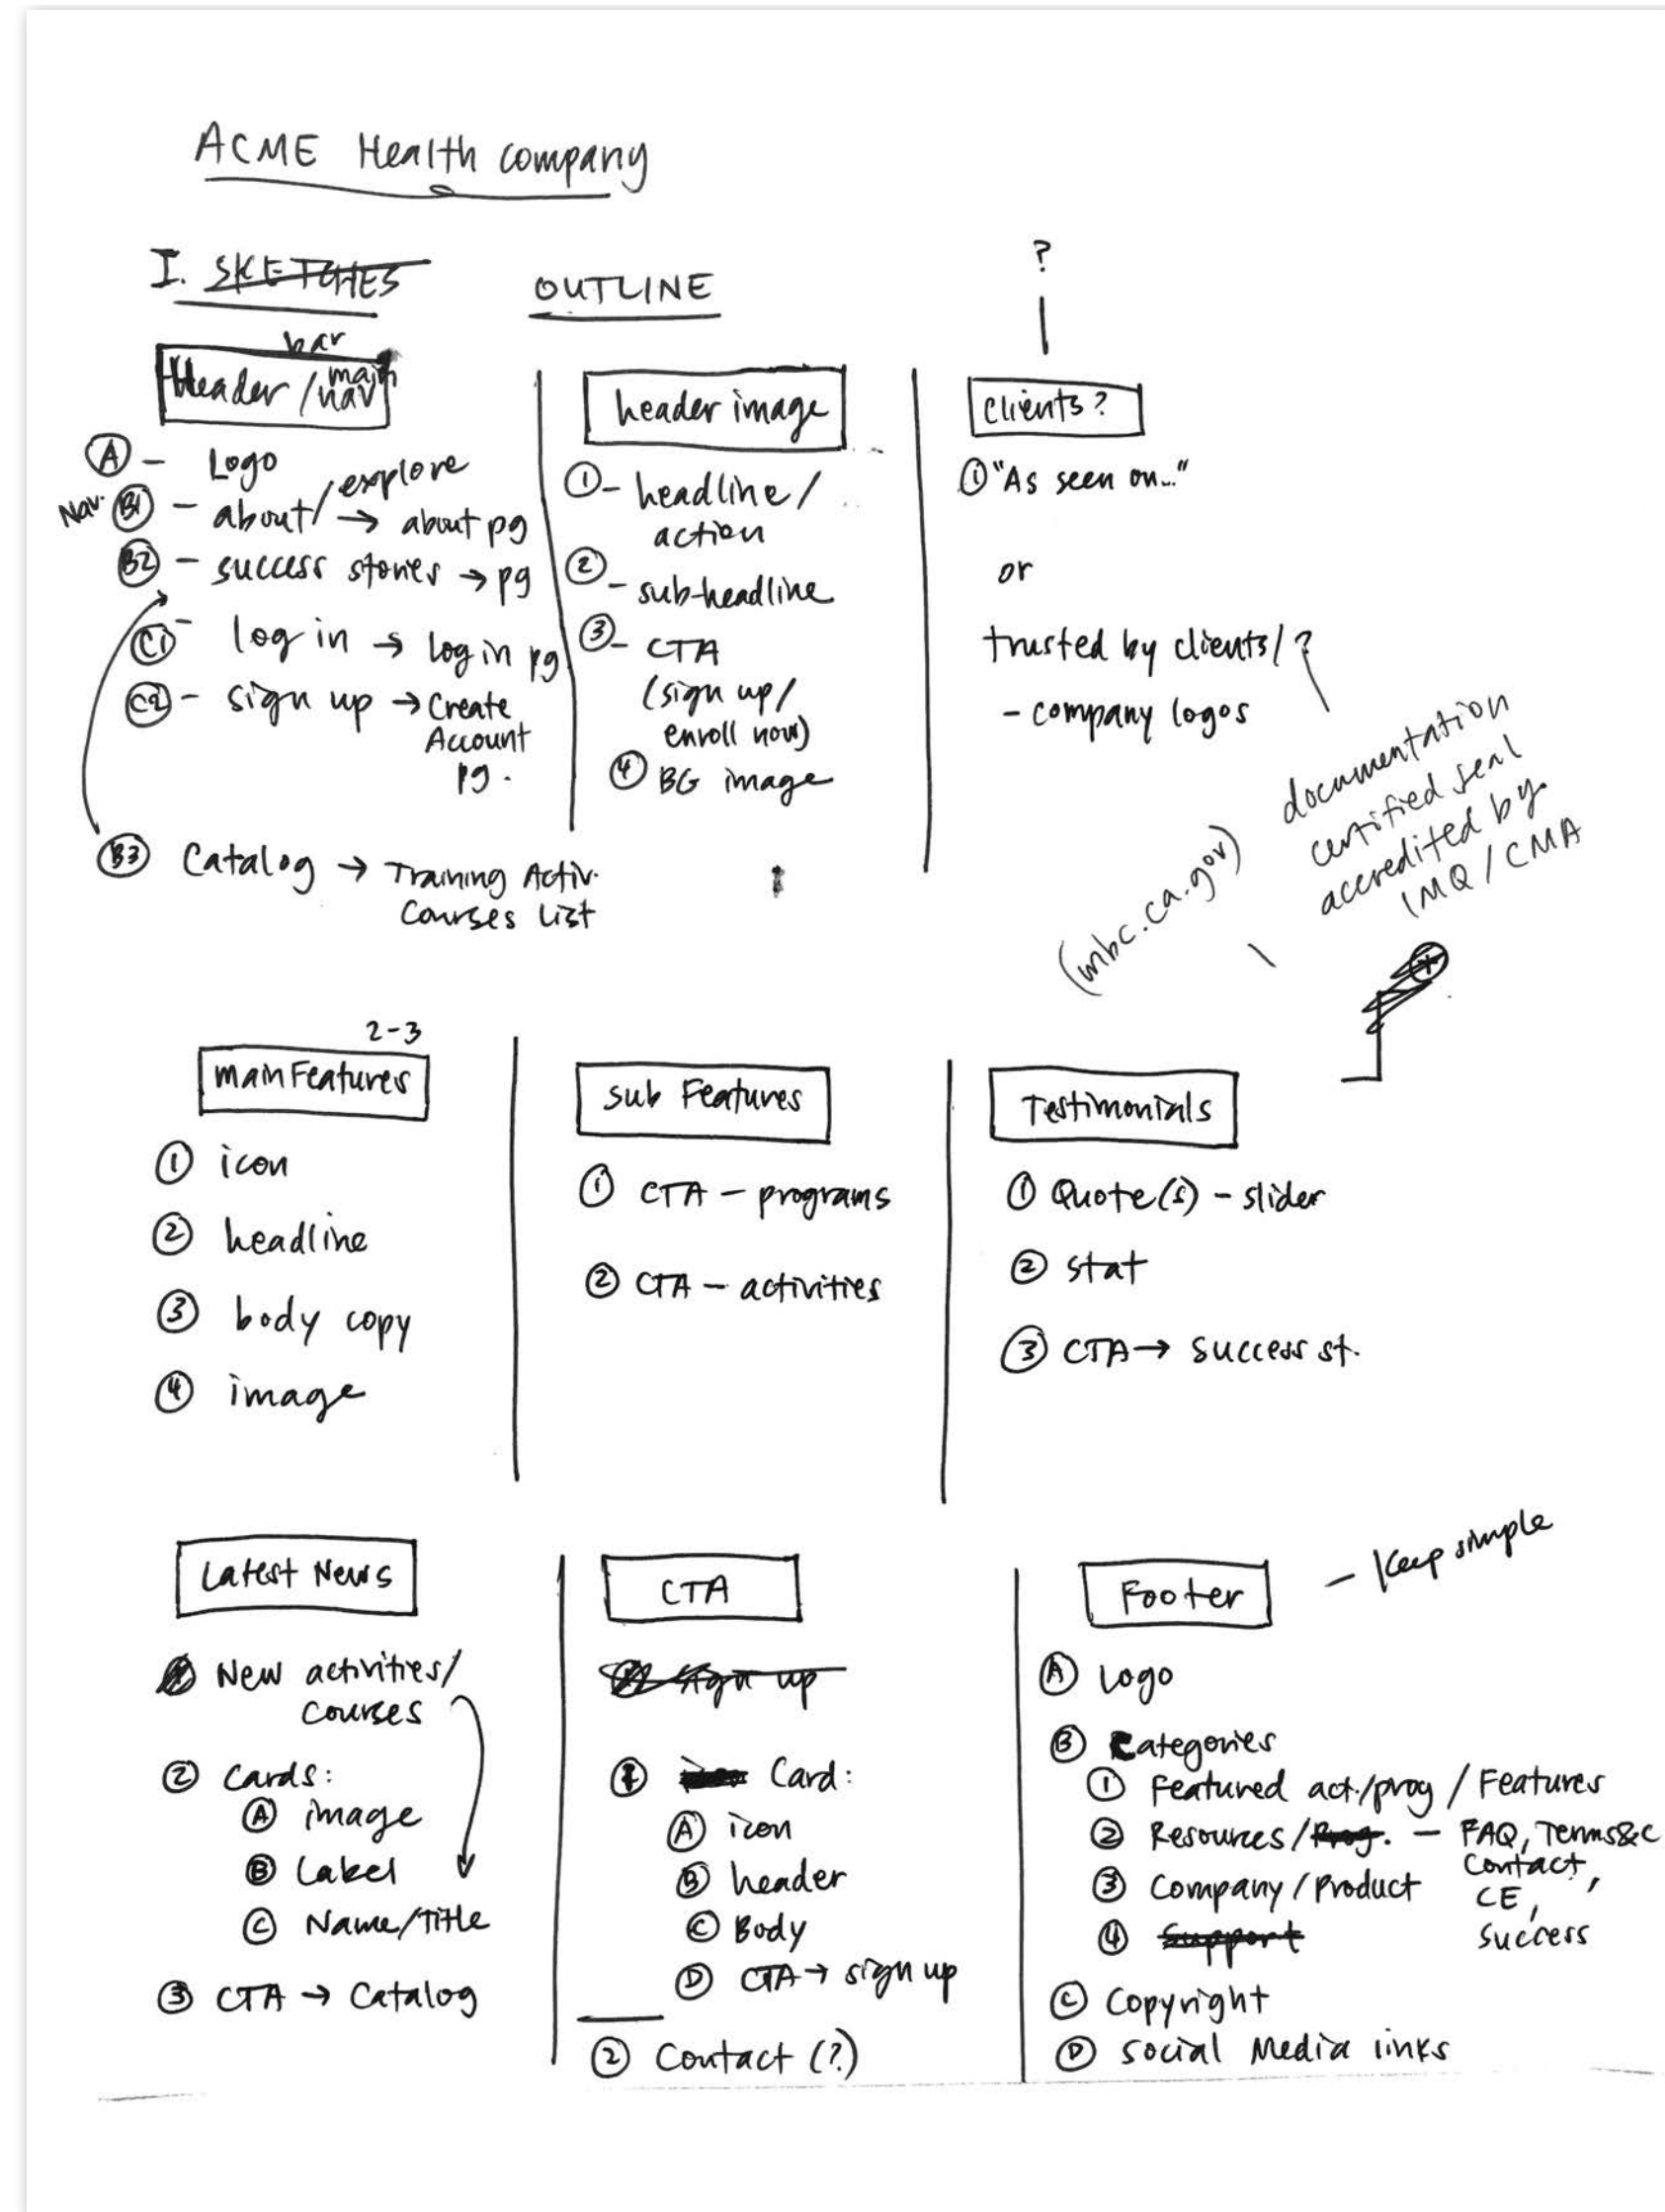 ACME Health company
I. SKETCHES
OUTLINE
?
bar
Header / main nav
A - Logo
Nav. B1 - about/explore → about pg
B2 - success stories → pg
C1 - log in → log in pg
C2 - sign up → Create
Account
pg.
B3 Catalog → Training Activ.
Courses List
header image
1 - headline/
action
2 - sub-headline
3 - CTA
(sign up/
enroll now)
4 BG image
clients?
1 "As seen on..."
or
trusted by clients/?
- company logos
documentation
certified seal
accredited by
IMQ / CMA
(mbc.ca.gov)
2-3
main Features
1 icon
2 headline
3 body copy
4 image
sub Features
1 CTA - programs
2 CTA - activities
Testimonials
1 Quote(s) - slider
2 stat
3 CTA → success st.
Latest News
New activities/
courses
2 Cards:
A image
B Label
C Name/Title
3 CTA → Catalog
CTA
sign up
1 Card:
A icon
B header
C Body
D CTA → sign up
2 Contact (?)
Footer
- Keep simple
A Logo
B Categories
1 Featured act./prog / Features
2 Resources/Prog. - FAQ, Terms&C
Contact,
3 Company/Product
CE,
4 Support
Success
C Copyright
D Social Media links